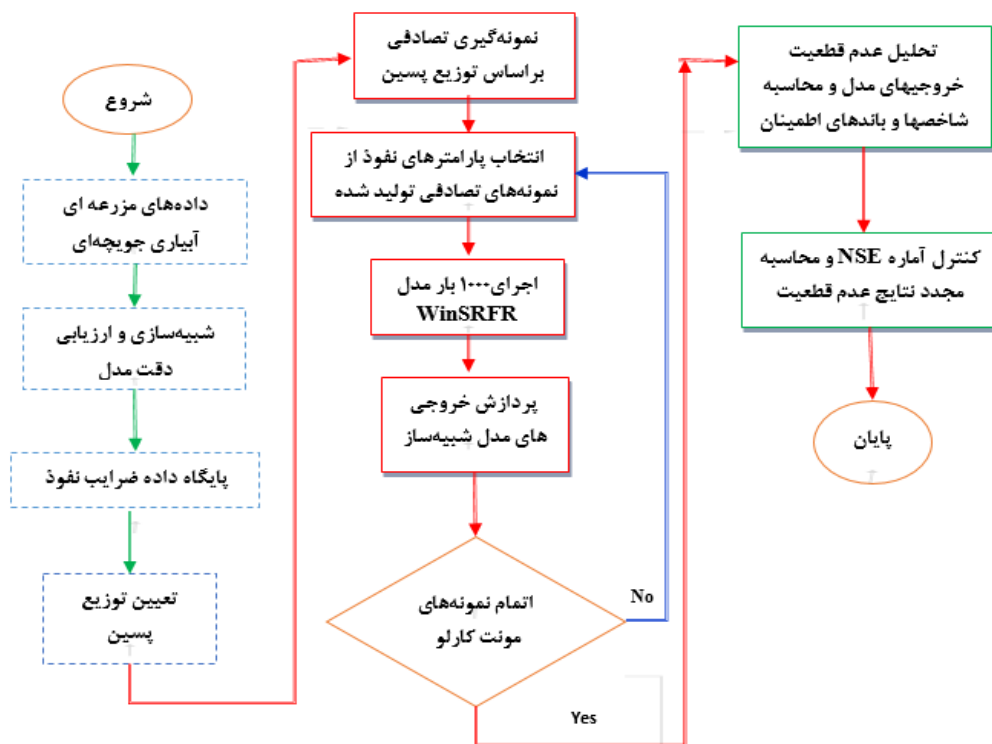 شروع
داده‌های مزرعه ای
آبیاری جویچه‌ای
شبیه‌سازی و ارزیابی
دقت مدل
پایگاه داده ضرایب نفوذ
تعیین توزیع
پسین
نمونه‌گیری تصادفی
براساس توزیع پسین
انتخاب پارامترهای نفوذ از
نمونه‌های تصادفی تولید شده
اجرای۱۰۰۰ بار مدل
WinSRFR
پردازش خروجی
های مدل شبیه‌ساز
اتمام نمونه‌های
مونت کارلو
No
Yes
تحلیل عدم قطعیت
خروجیهای مدل و محاسبه
شاخصها و باندهای اطمینان
کنترل آماره NSE و محاسبه
مجدد نتایج عدم قطعیت
پایان